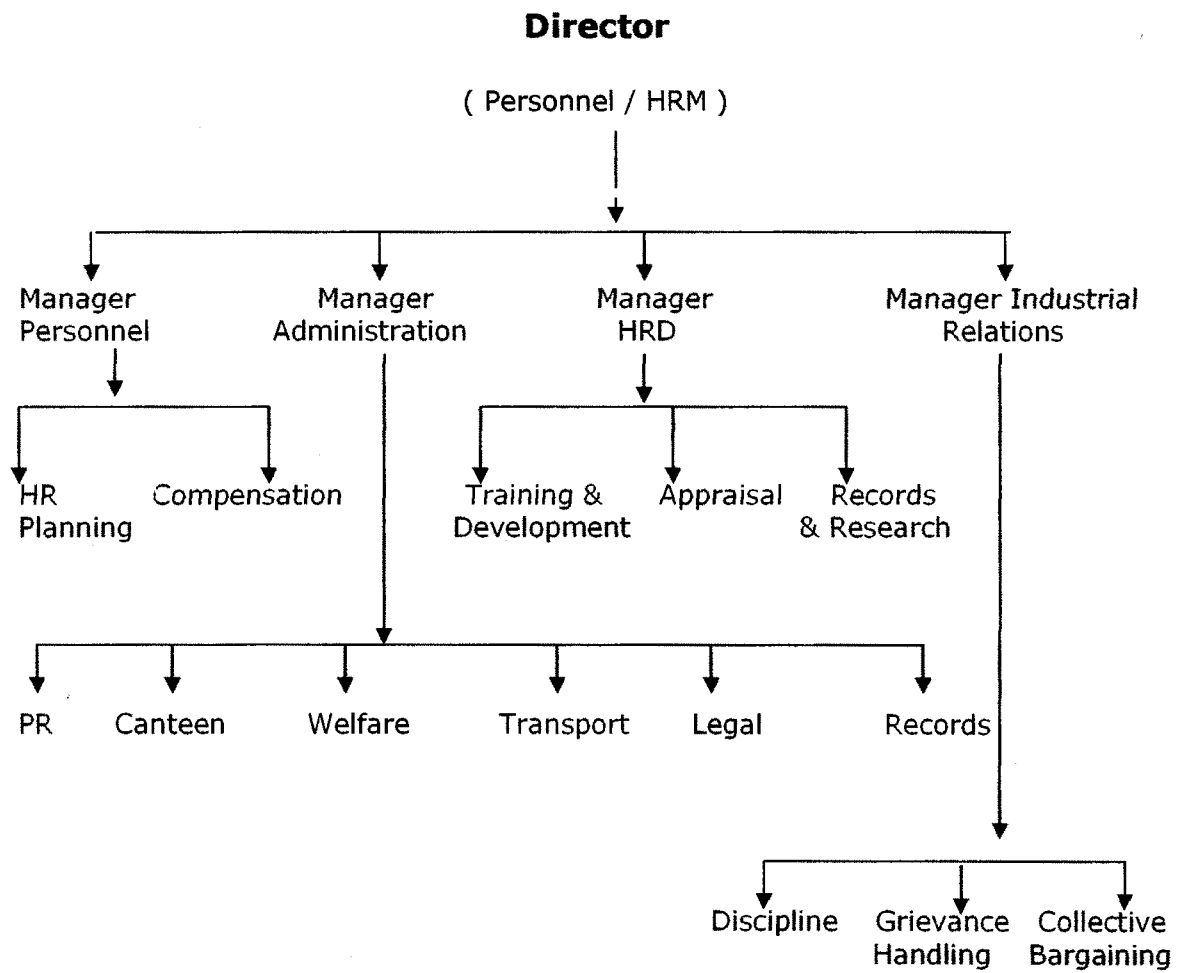 Director
( Personnel / HRM )
Manager
Personnel
Manager
Administration
Manager
HRD
Manager Industrial
Relations
HR
Planning
Compensation
Training &
Development
Appraisal
Records
& Research
PR
Canteen
Welfare
Transport
Legal
Records
Discipline
Grievance
Handling
Collective
Bargaining